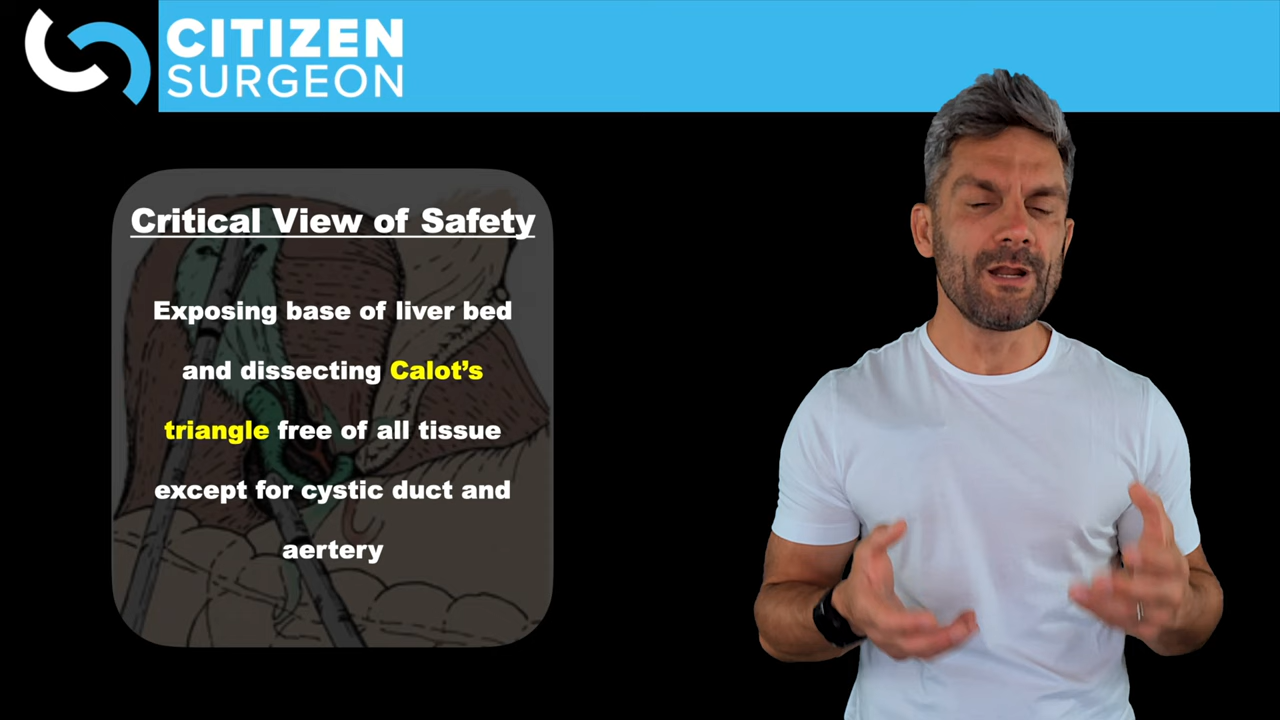 CITIZEN
SURGEON
Critical View of Safety
Exposing base of liver bed
and dissecting Calot’s
triangle free of all tissue
except for cystic duct and
aertery